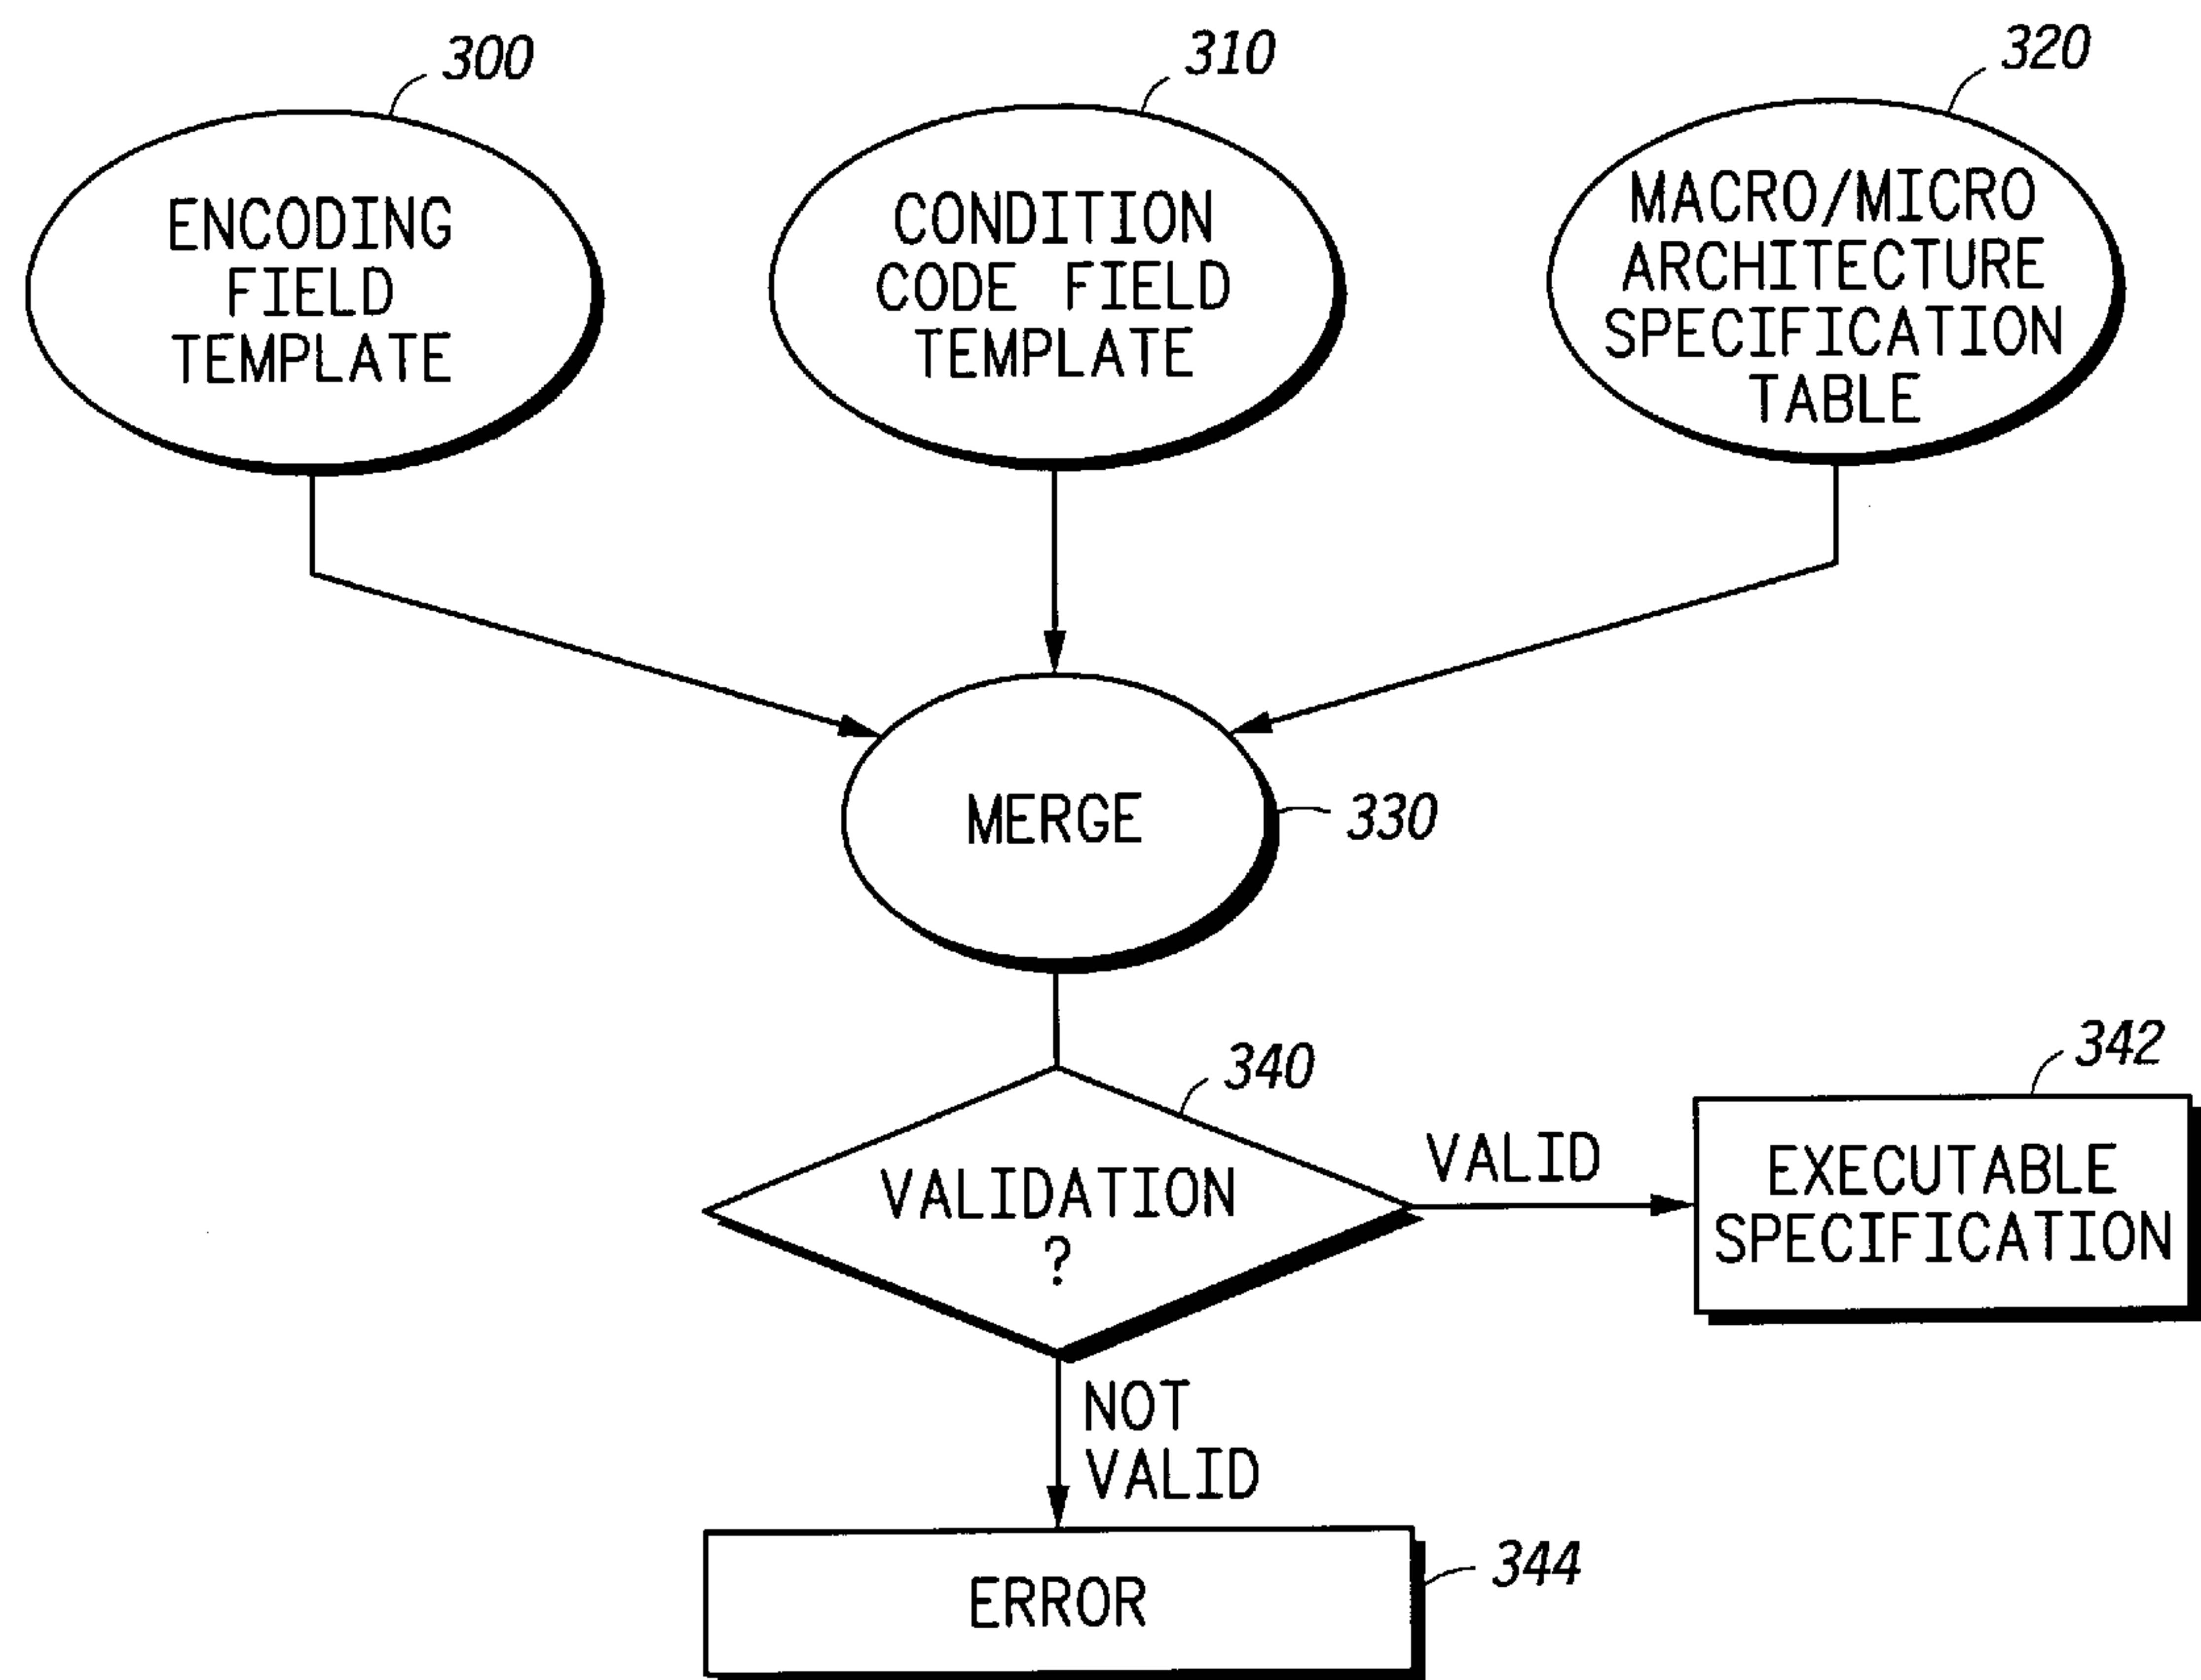 300
ENCODING
FIELD
TEMPLATE
310
CONDITION
CODE FIELD
TEMPLATE
320
MACRO/MICRO
ARCHITECTURE
SPECIFICATION
TABLE
MERGE
330
340
VALIDATION
?
VALID
342
EXECUTABLE
SPECIFICATION
NOT
VALID
ERROR
344